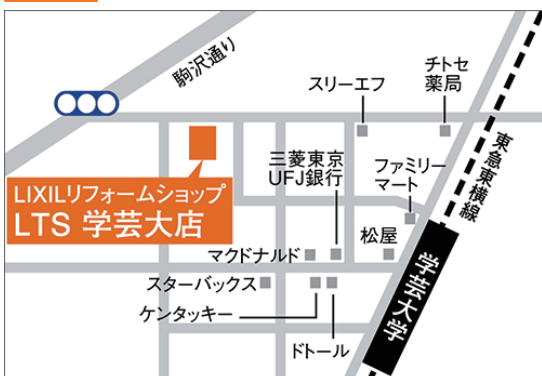 駒沢通り
スリーエフ
チトセ
薬局
東急東横線
三菱東京
UFJ銀行
ファミリー
マート
LIXILリフォームショップ
LTS 学芸大店
マクドナルド
松屋
学芸大学
スターバックス
ケンタッキー
ドトール